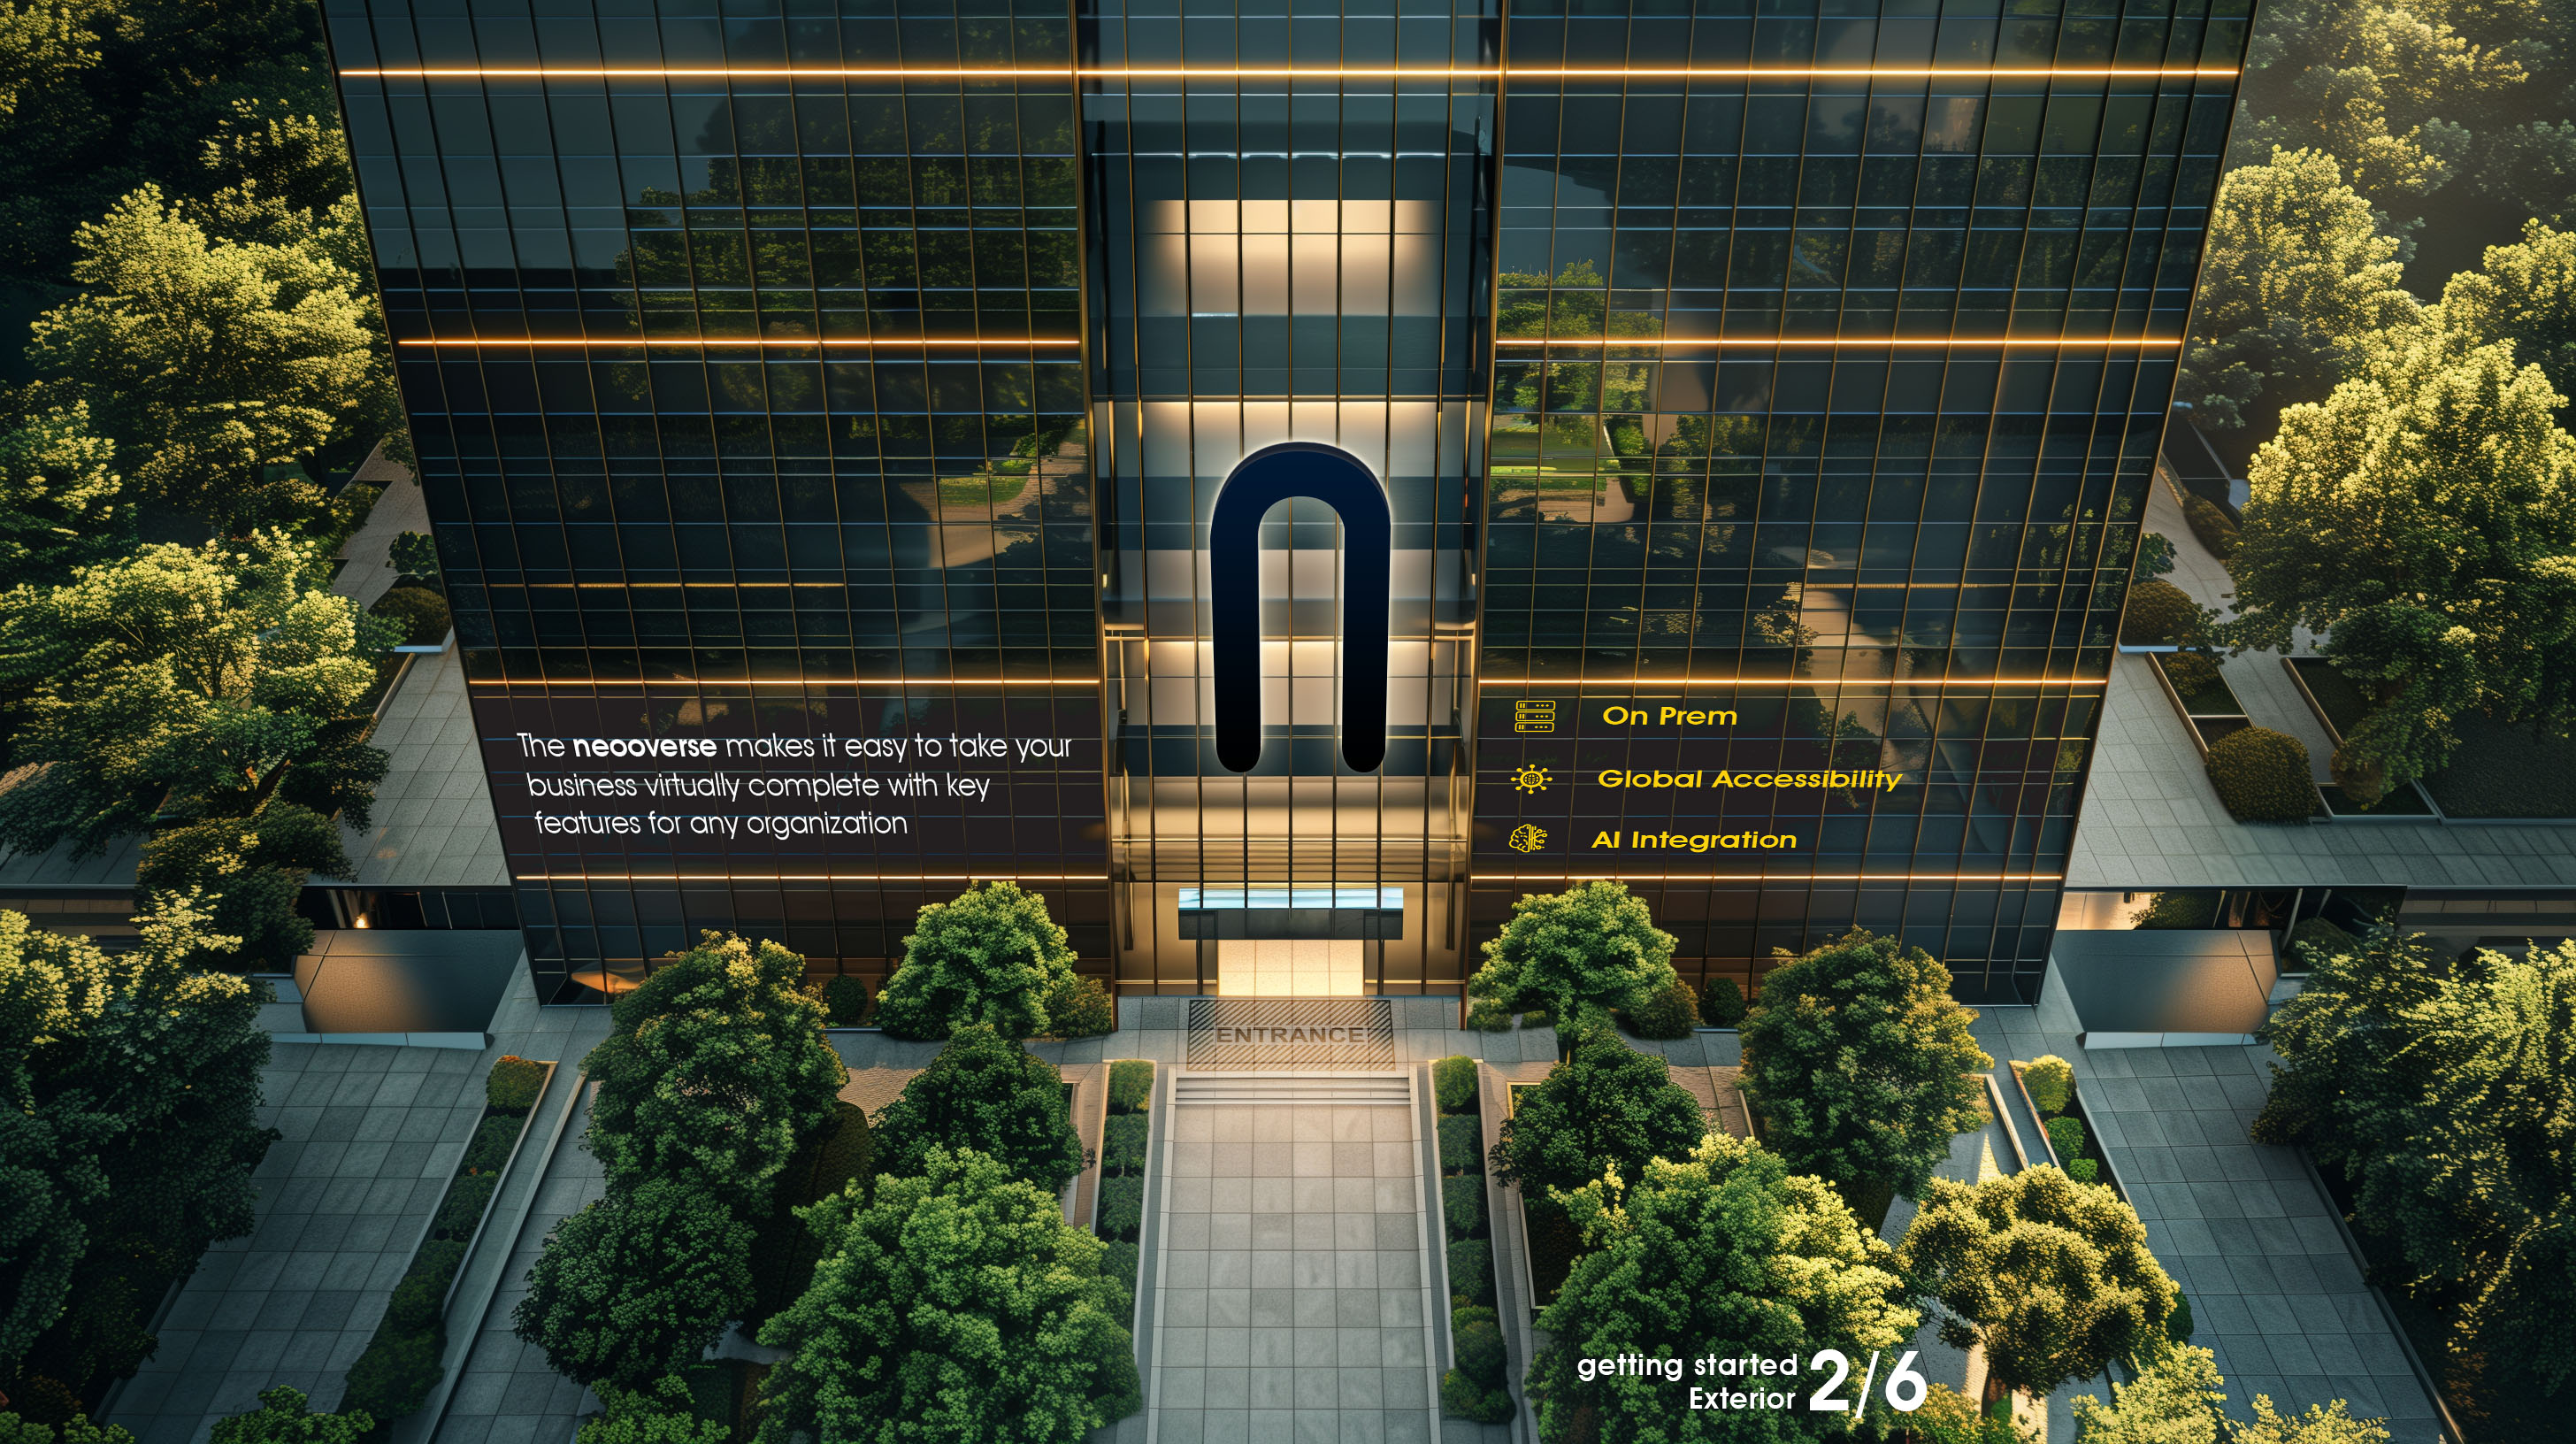 The neooverse makes it easy to take your
business virtually complete with key
features for any organization
n
On Prem
Global Accessibility
AI Integration
ENTRANCE
getting started
Exterior 2/6